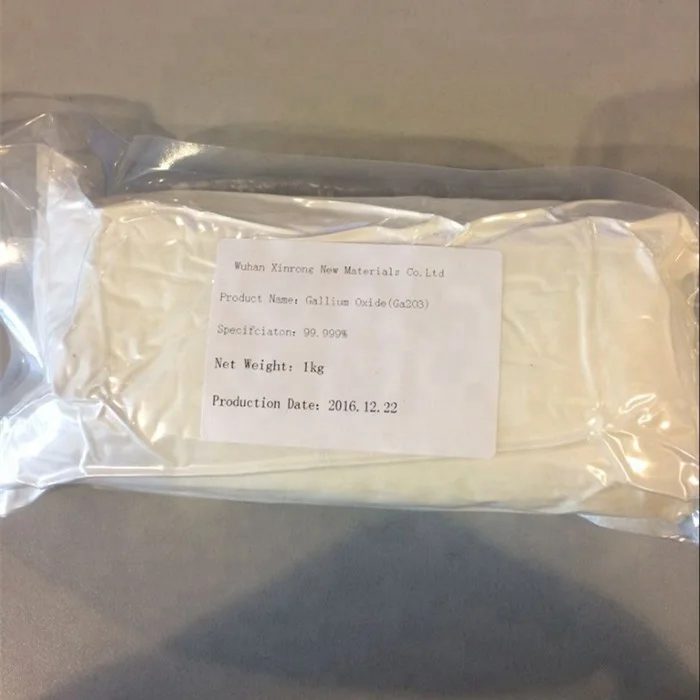 Wuhan Xinrong New Materials Co.Ltd
Product Name: Gallium Oxide(Ga2O3)
Specifciaton: 99.999%
Net Weight: 1kg
Production Date: 2016.12.22